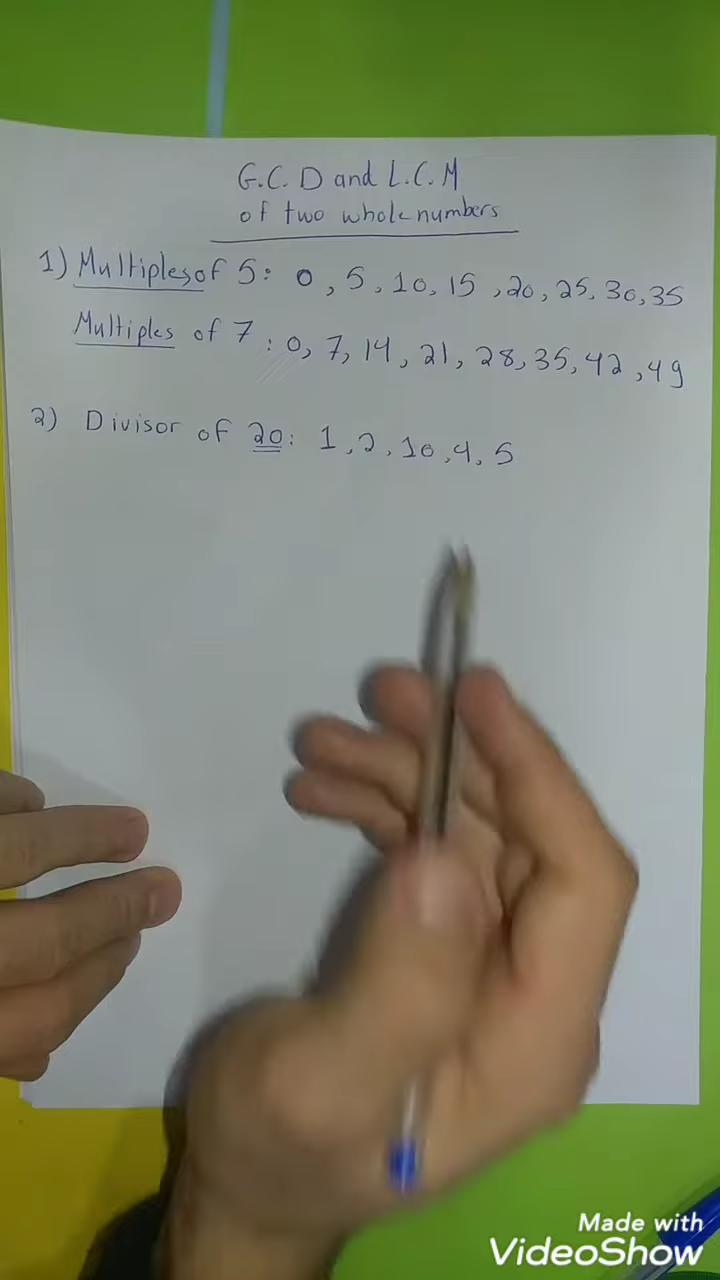 G.C.D and L.C.M
of two whole numbers
1) Multiples of 5: 0, 5, 10, 15, 20, 25, 30, 35
Multiples of 7: 0, 7, 14, 21, 28, 35, 42, 49
2) Divisor of 20: 1, 2, 10, 4, 5
Made with
VideoShow